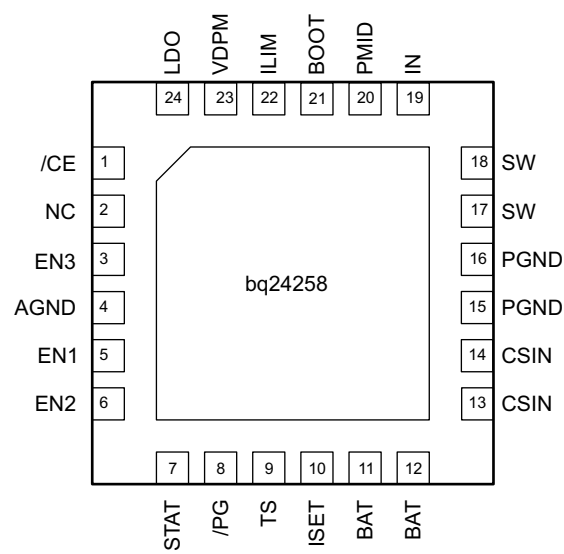 LDO
VDPM
ILIM
BOOT
PMID
IN
24
23
22
21
20
19
/CE 1
18 SW
NC 2
17 SW
EN3 3
16 PGND
bq24258
AGND 4
15 PGND
EN1 5
14 CSIN
EN2 6
13 CSIN
7
8
9
10
11
12
STAT
/PG
TS
ISET
BAT
BAT